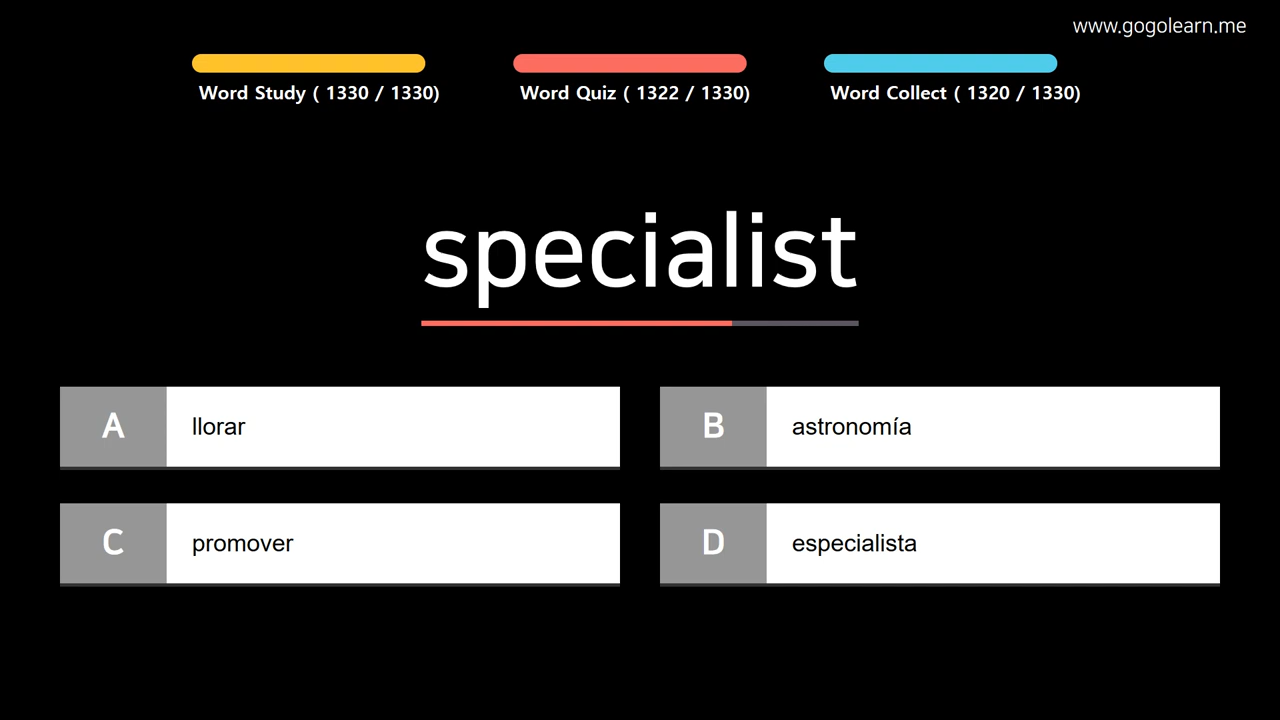 www.gogolearn.me
Word Study ( 1330 / 1330)
Word Quiz ( 1322 / 1330)
Word Collect ( 1320 / 1330)
specialist
A llorar
B astronomía
C promover
D especialista